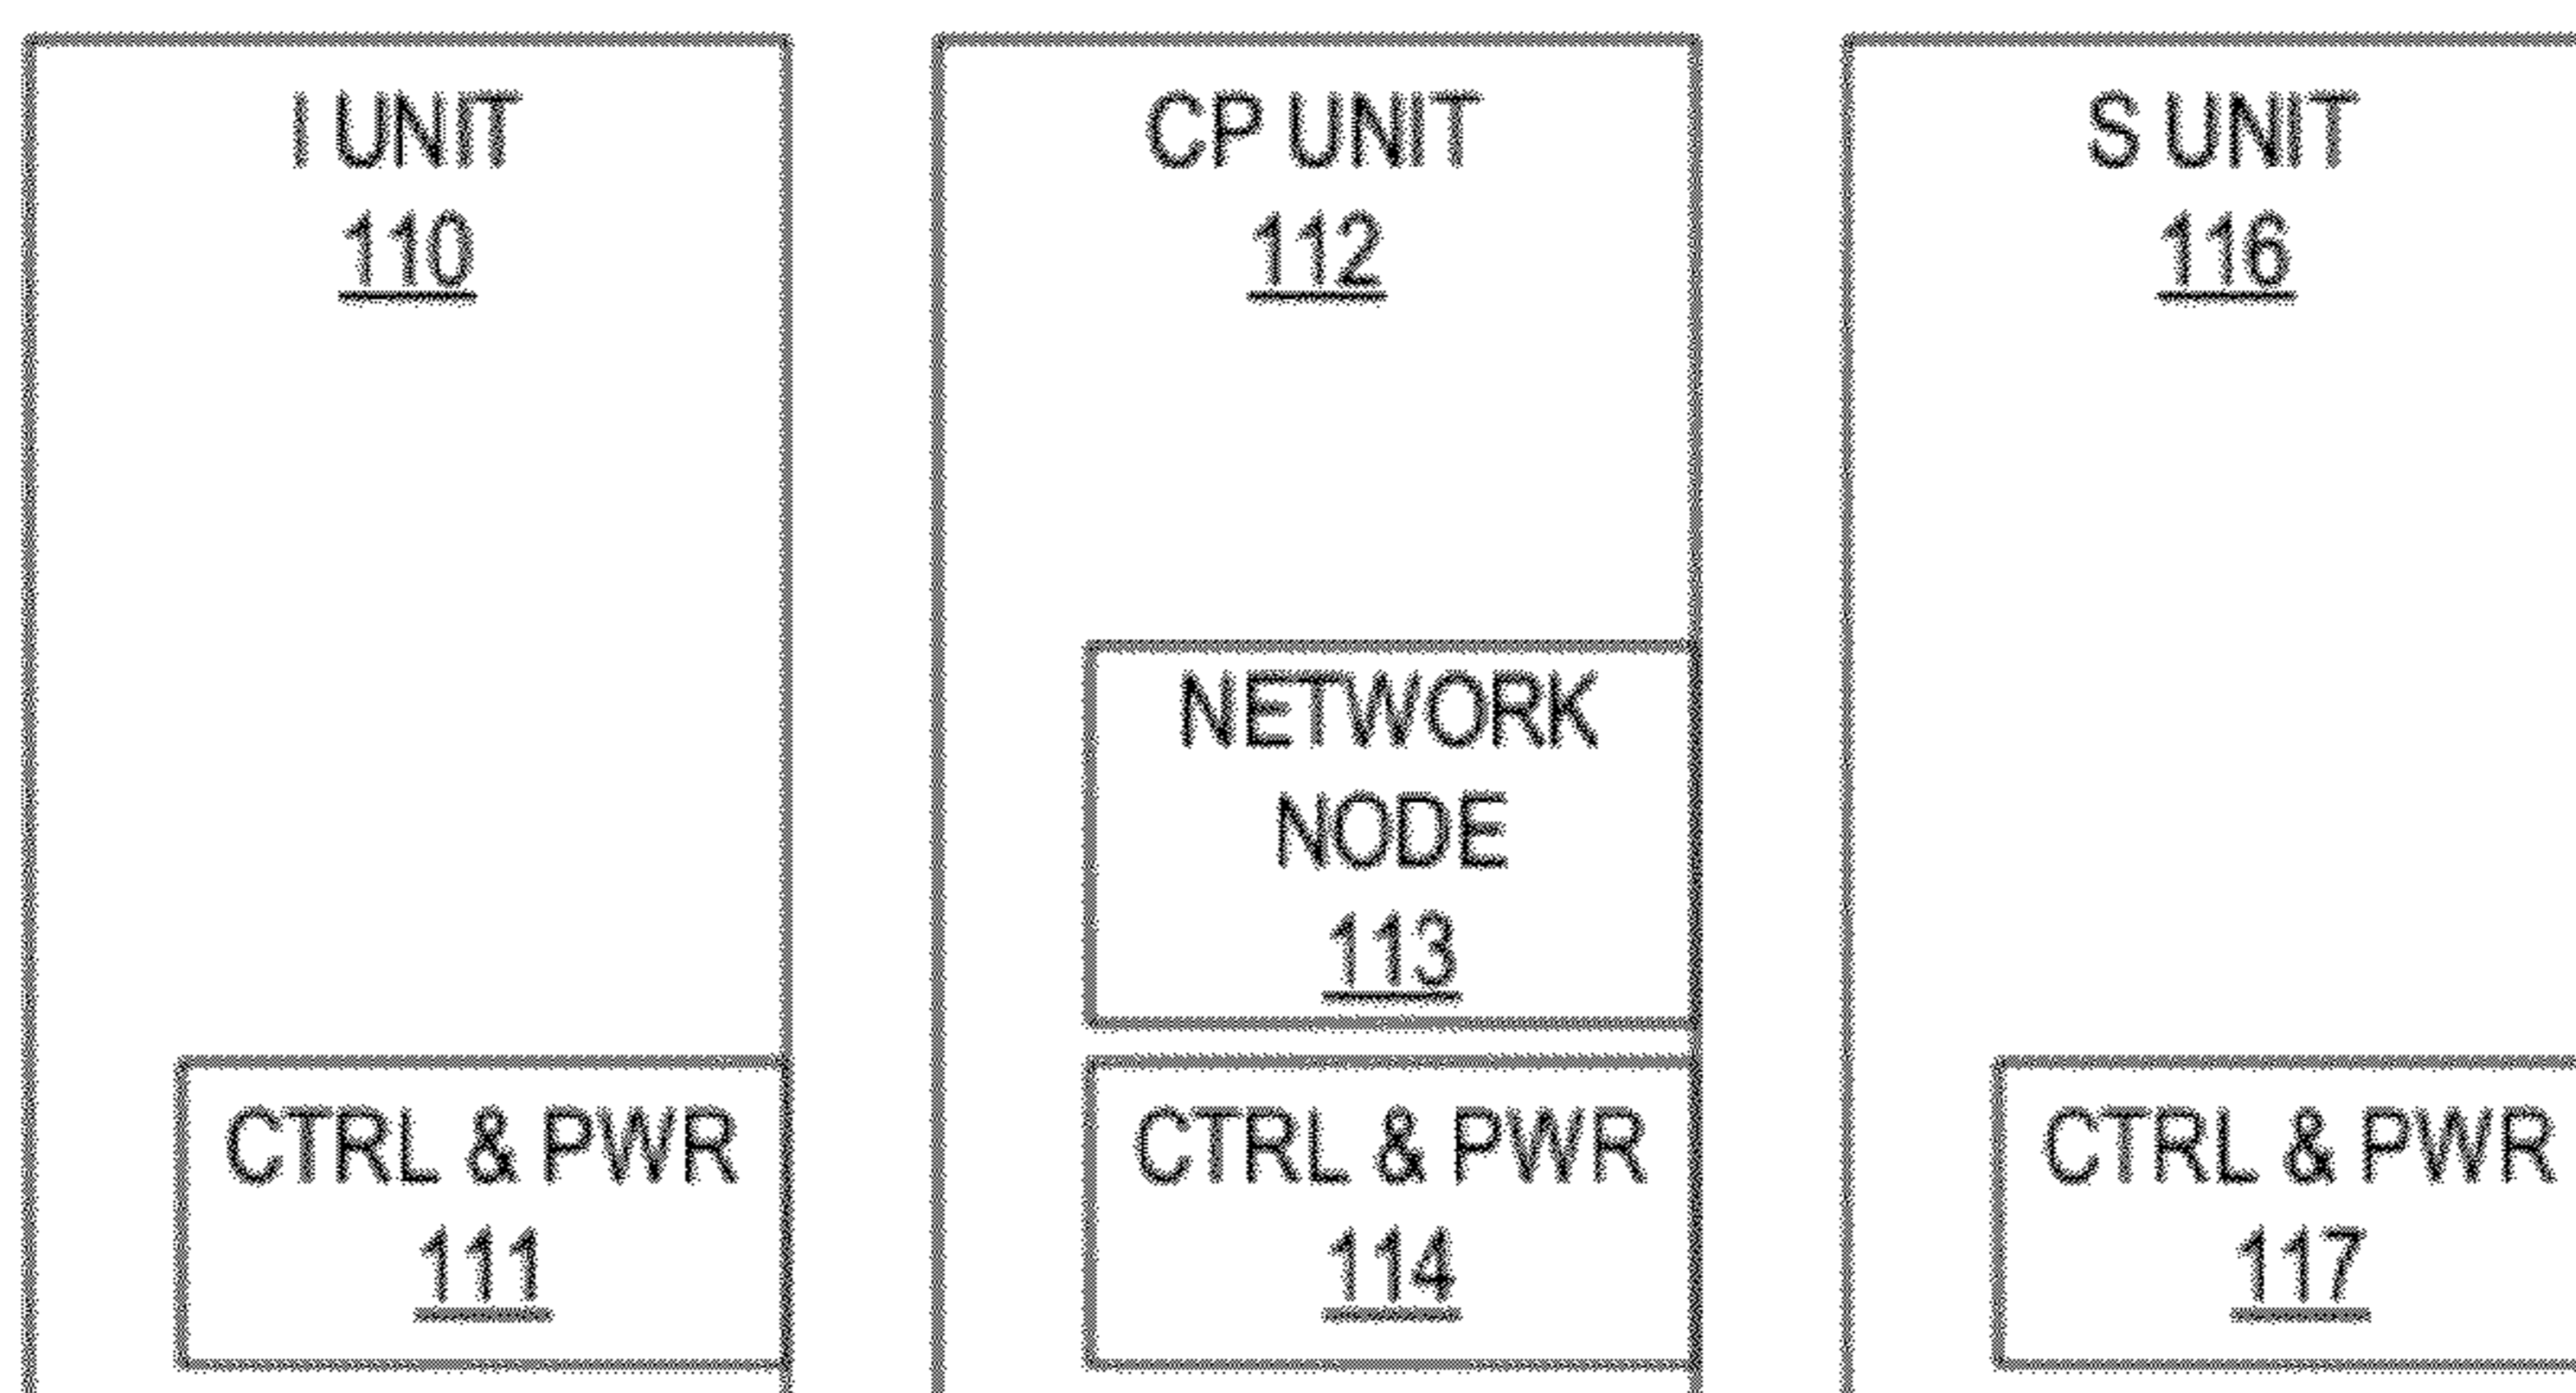 I UNIT
110
CP UNIT
112
S UNIT
116
NETWORK
NODE
113
CTRL & PWR
111
CTRL & PWR
114
CTRL & PWR
117